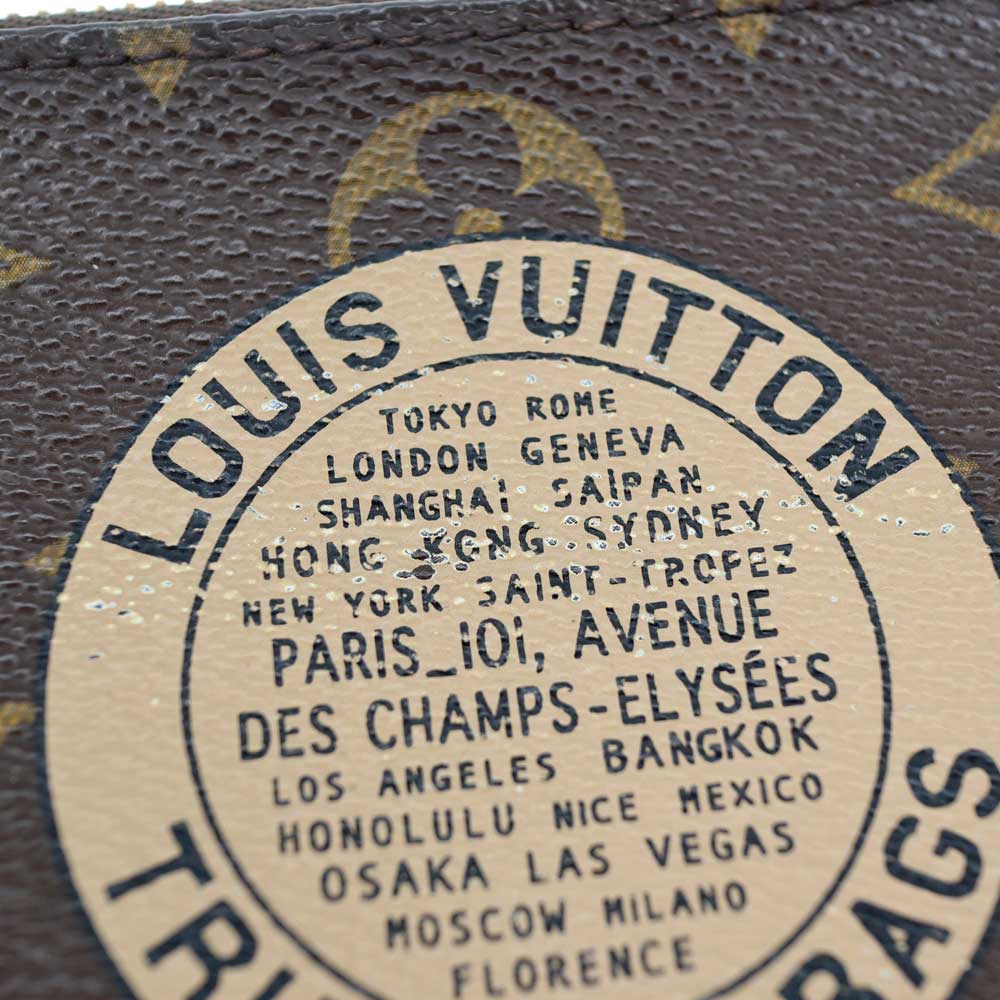 LOUIS VUITTON
TOKYO ROME
LONDON GENEVA
SHANGHAI SAIPAN
HONG KONG SYDNEY
NEW YORK SAINT-TROPEZ
PARIS_101, AVENUE
DES CHAMPS-ELYSÉES
LOS ANGELES BANGKOK
HONOLULU NICE MEXICO
OSAKA LAS VEGAS
MOSCOW MILANO
FLORENCE
BAGS